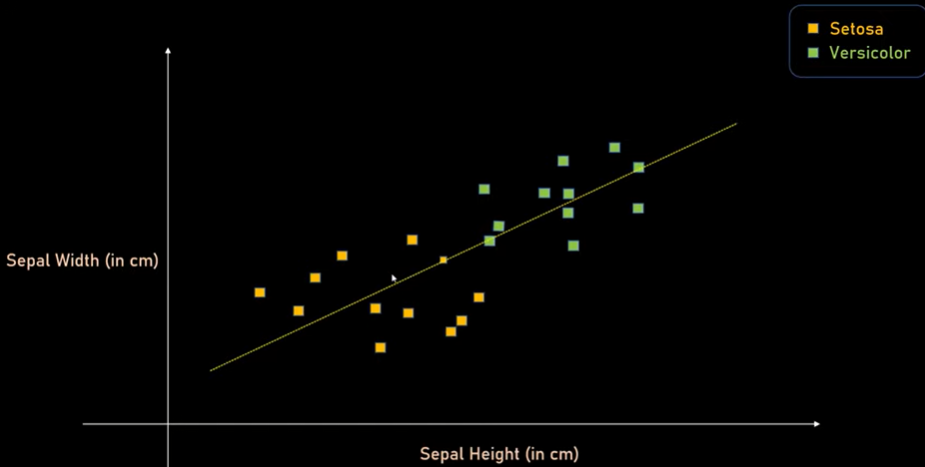 Setosa
Versicolor
Sepal Width (in cm)
Sepal Height (in cm)